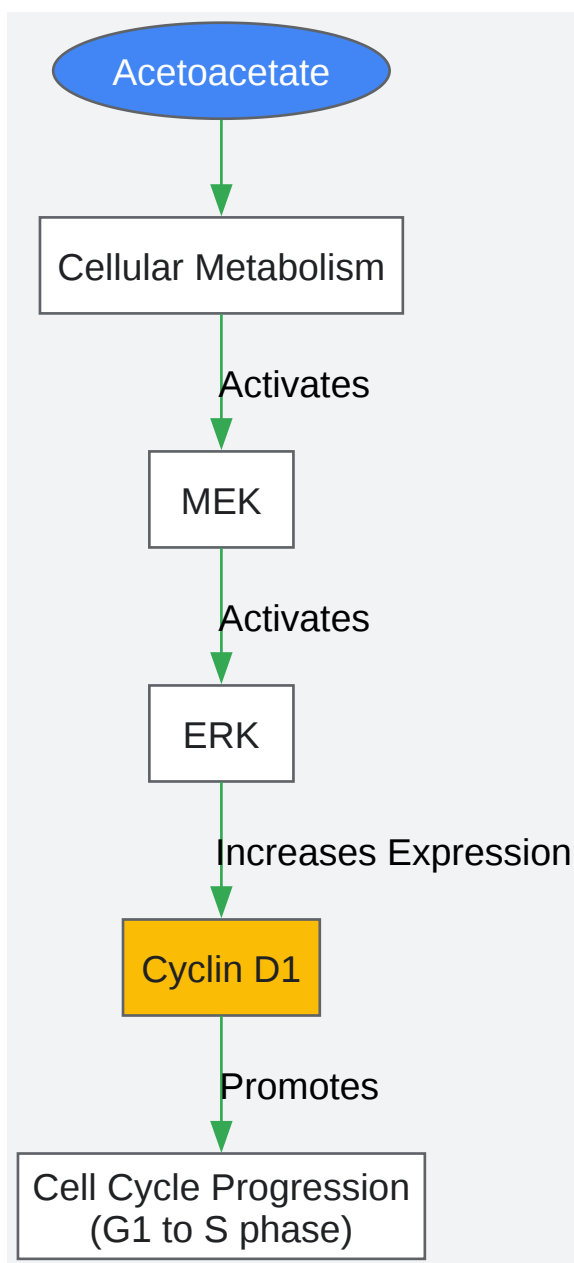 Acetoacetate
Cellular Metabolism
Activates
MEK
Activates
ERK
Increases Expression
Cyclin D1
Promotes
Cell Cycle Progression
(G1 to S phase)